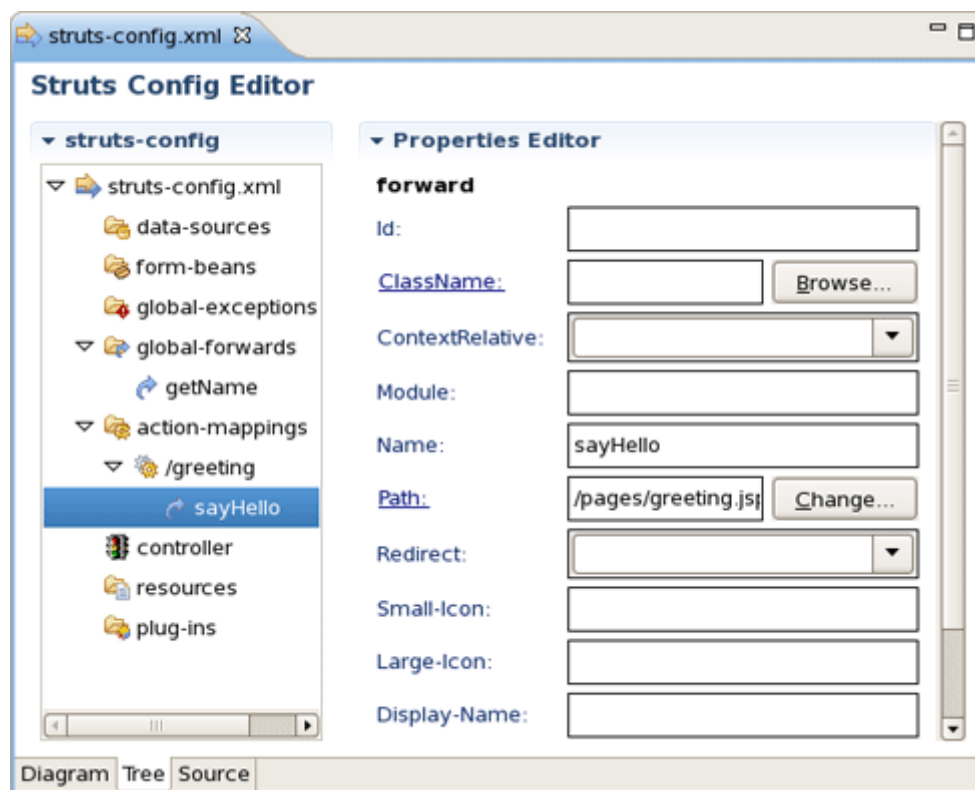 struts-config.xml
Struts Config Editor
struts-config
struts-config.xml
data-sources
form-beans
global-exceptions
global-forwards
getName
action-mappings
/greeting
sayHello
controller
resources
plug-ins
Properties Editor
forward
Id:
ClassName: Browse...
ContextRelative:
Module:
Name: sayHello
Path: /pages/greeting.jsp Change...
Redirect:
Small-Icon:
Large-Icon:
Display-Name:
Diagram Tree Source